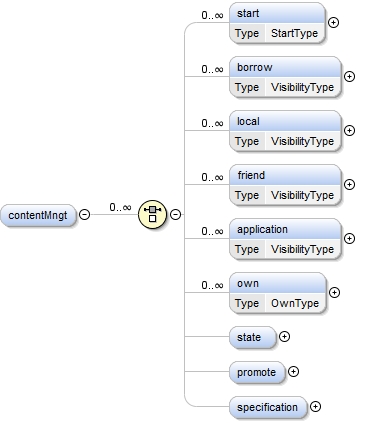 0..∞
start
Type StartType
0..∞
borrow
Type VisibilityType
0..∞
local
Type VisibilityType
0..∞
friend
Type VisibilityType
contentMngt
0..∞
0..∞
application
Type VisibilityType
0..∞
own
Type OwnType
state
promote
specification